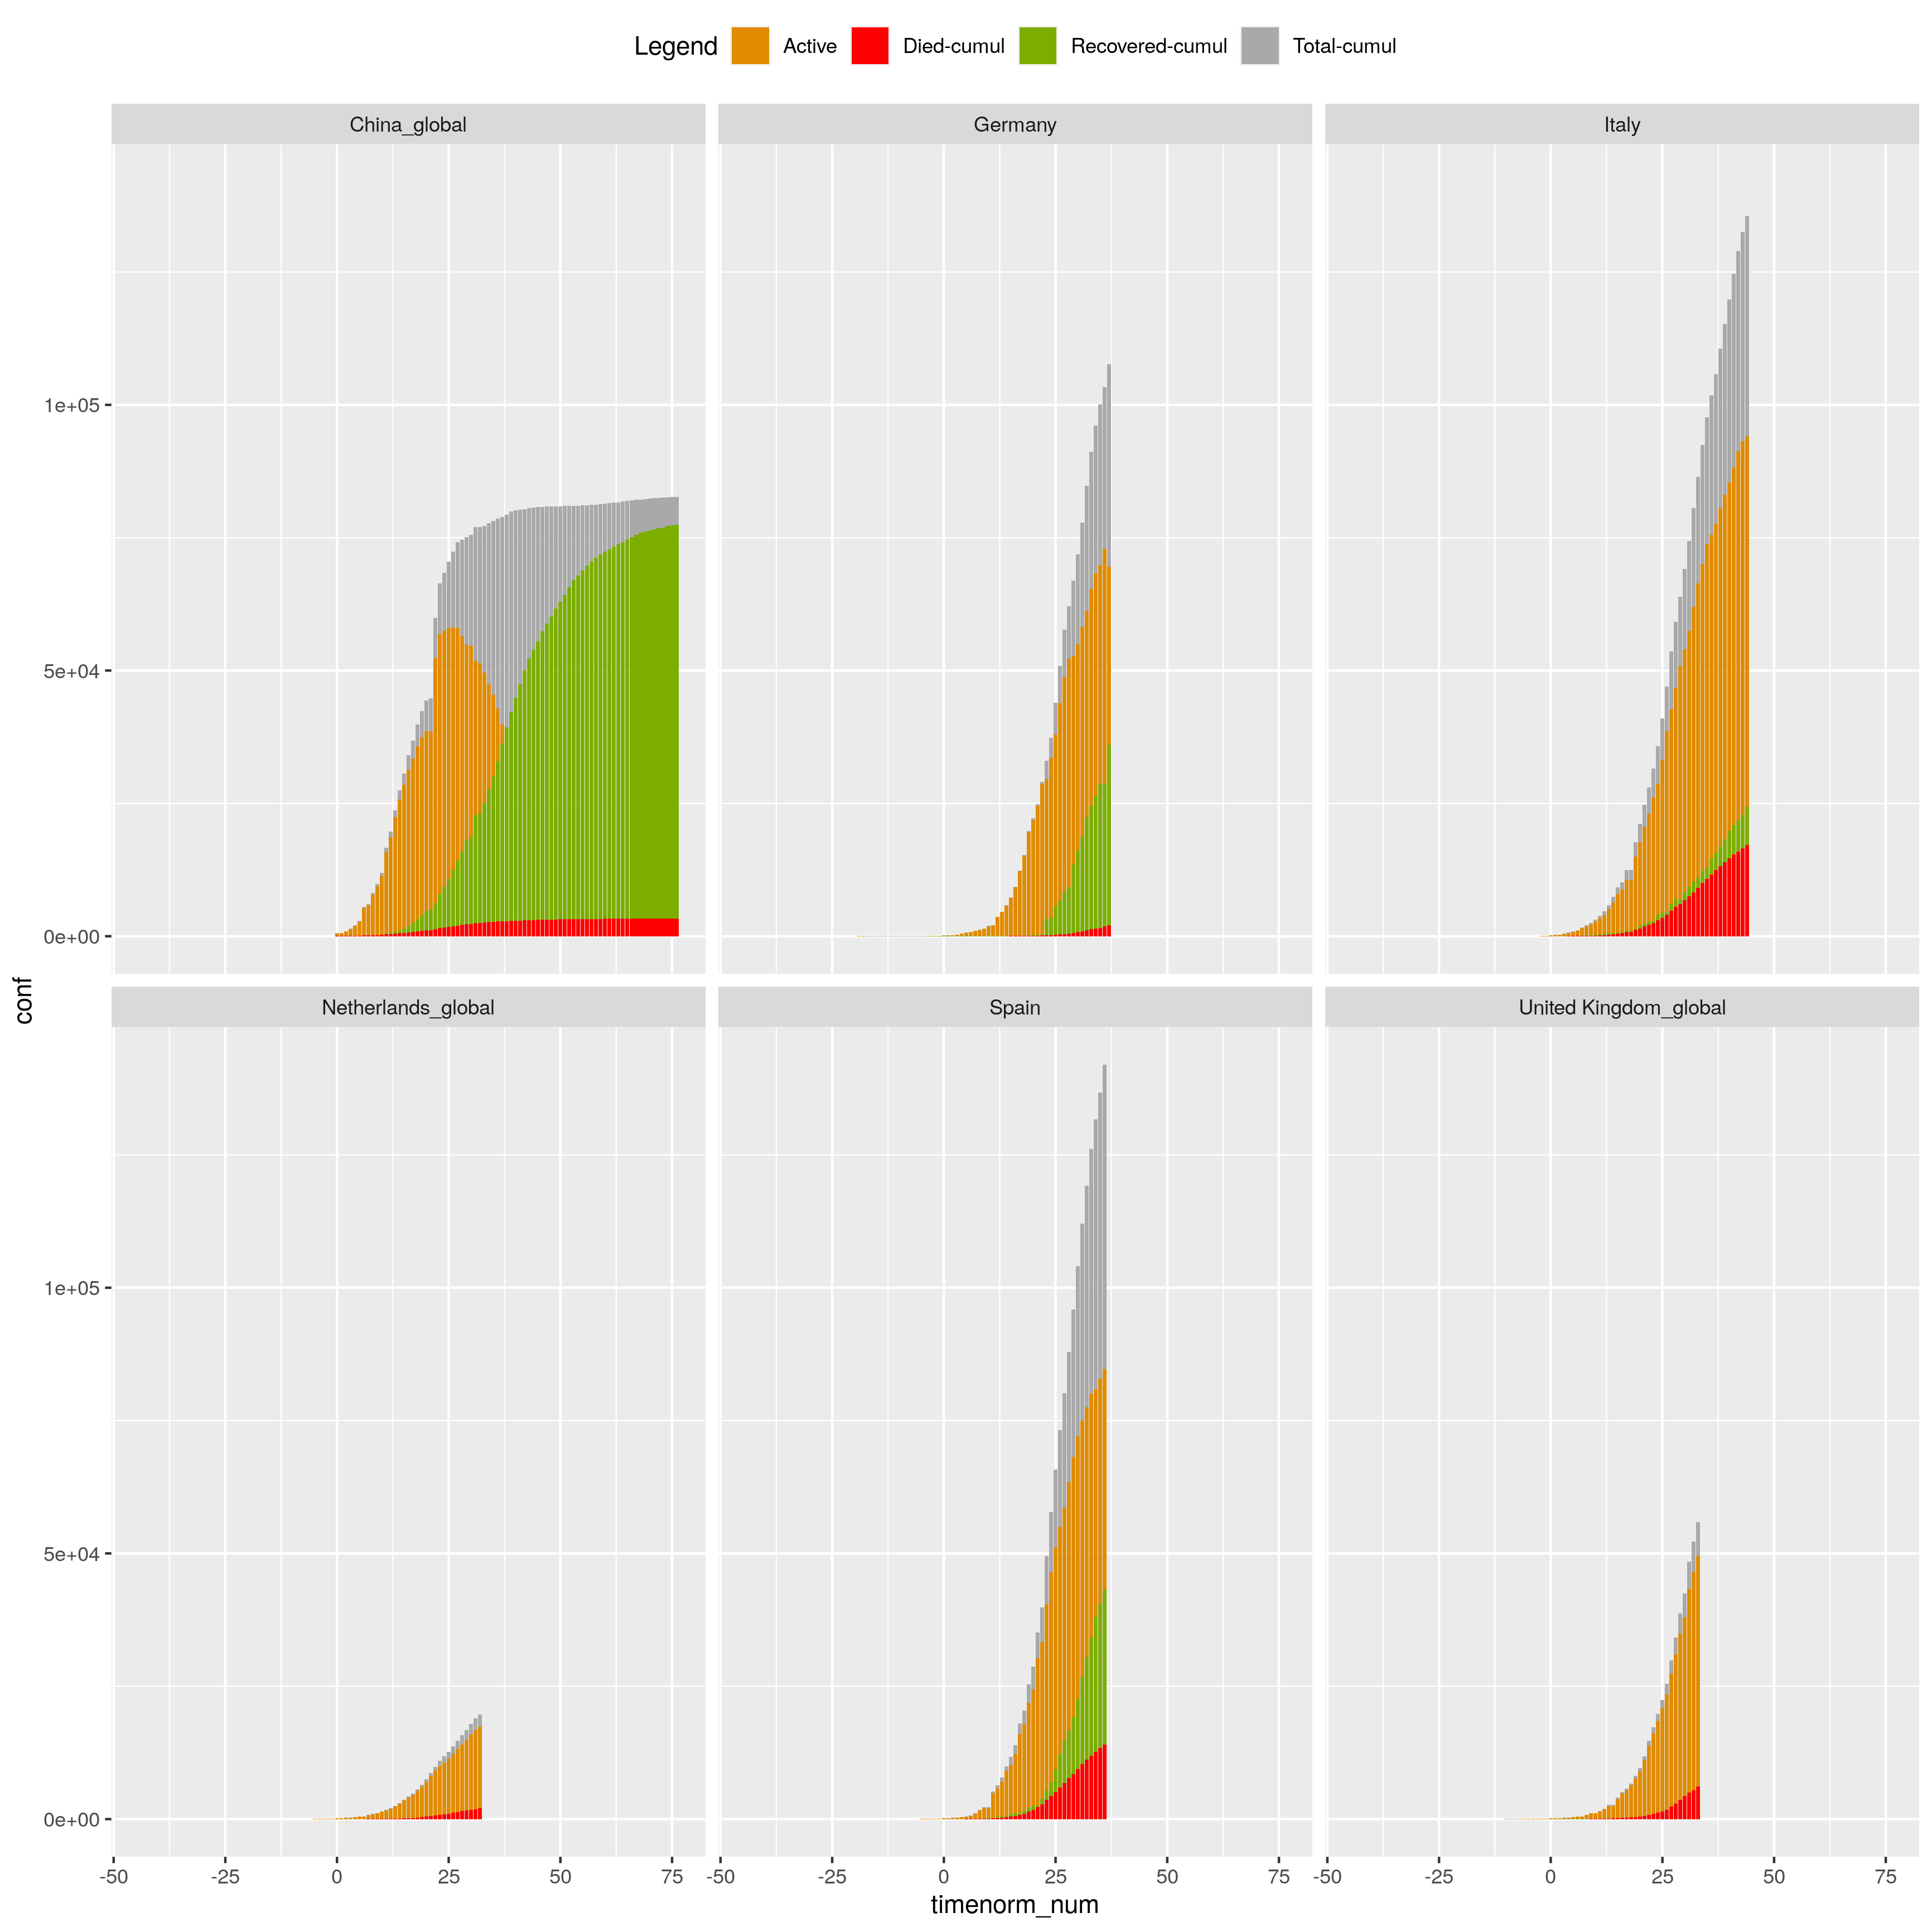 Legend Active Died-cumul Recovered-cumul Total-cumul
China_global Germany Italy
1e+05
5e+04
0e+00
conf
Netherlands_global Spain United Kingdom_global
1e+05
5e+04
0e+00
-50 -25 0 25 50 75 -50 -25 0 25 50 75 -50 -25 0 25 50 75
timenorm_num